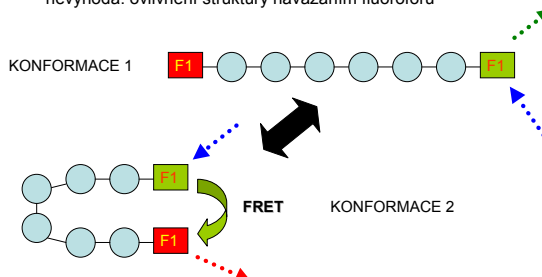 nevýhoda: ovlivnění struktury navázáním fluoroforu
KONFORMACE 1
F1
F1
F1
FRET
KONFORMACE 2
F1